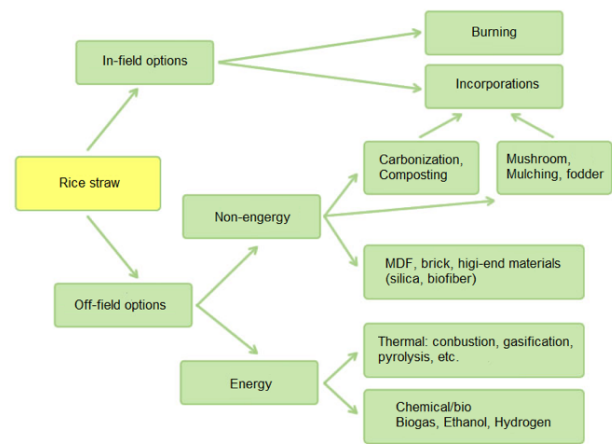 Burning
In-field options
Incorporations
Carbonization,
Composting
Mushroom,
Mulching, fodder
Rice straw
Non-engergy
MDF, brick, higi-end materials
(silica, biofiber)
Off-field options
Thermal: conbustion, gasification,
pyrolysis, etc.
Energy
Chemical/bio
Biogas, Ethanol, Hydrogen